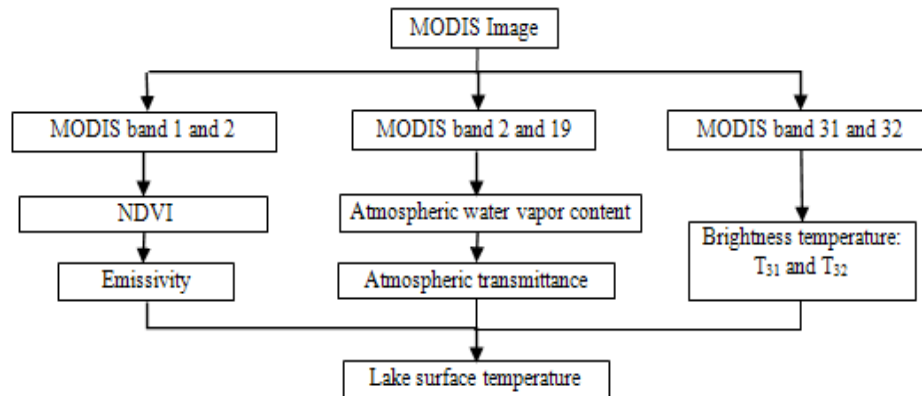 MODIS Image
MODIS band 1 and 2
MODIS band 2 and 19
MODIS band 31 and 32
NDVI
Atmospheric water vapor content
Brightness temperature:
T₃₁ and T₃₂
Emissivity
Atmospheric transmittance
Lake surface temperature